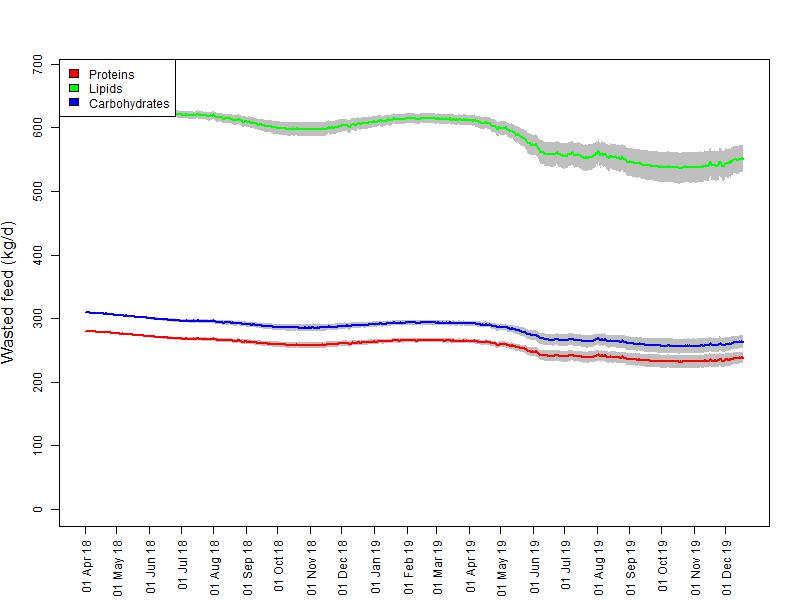 Proteins
Lipids
Carbohydrates
Wasted feed (kg/d)
700
600
500
400
300
200
100
0
01 Apr 18
01 May 18
01 Jun 18
01 Jul 18
01 Aug 18
01 Sep 18
01 Oct 18
01 Nov 18
01 Dec 18
01 Jan 19
01 Feb 19
01 Mar 19
01 Apr 19
01 May 19
01 Jun 19
01 Jul 19
01 Aug 19
01 Sep 19
01 Oct 19
01 Nov 19
01 Dec 19